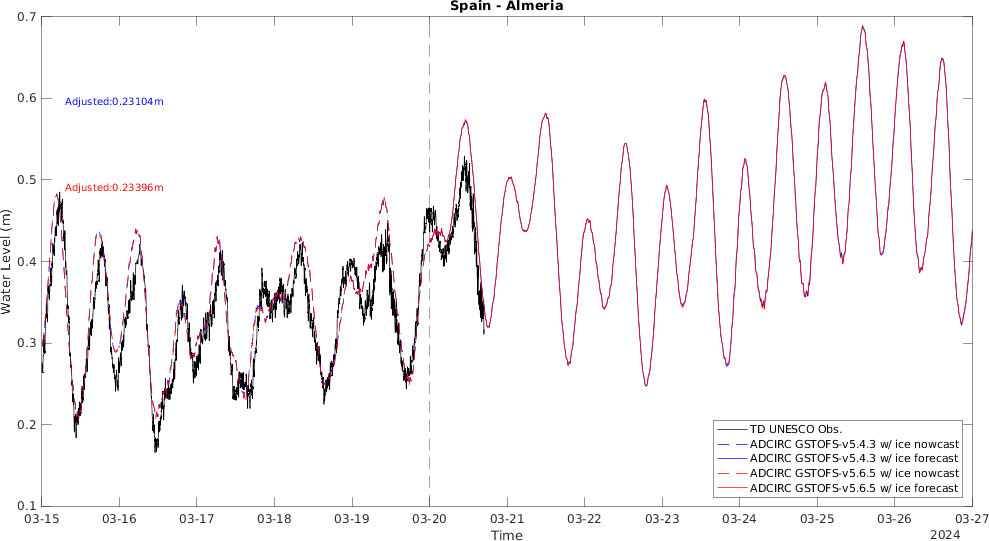 Spain - Almeria
0.7
0.6
0.5
0.4
0.3
0.2
0.1
Water Level (m)
Adjusted:0.23104m
Adjusted:0.23396m
TD UNESCO Obs.
ADCIRC GSTOFS-v5.4.3 w/ ice nowcast
ADCIRC GSTOFS-v5.4.3 w/ ice forecast
ADCIRC GSTOFS-v5.6.5 w/ ice nowcast
ADCIRC GSTOFS-v5.6.5 w/ ice forecast
03-15 03-16 03-17 03-18 03-19 03-20 03-21 03-22 03-23 03-24 03-25 03-26 03-27
Time
2024